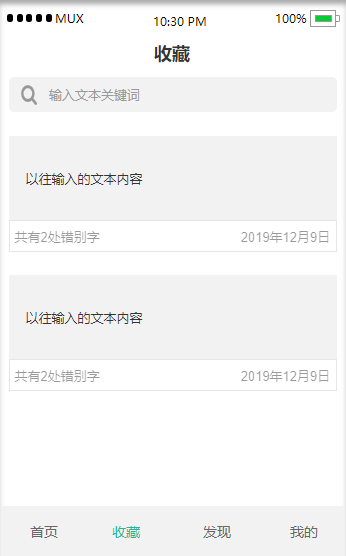 MUX 10:30 PM 100%
收藏
输入文本关键词
以往输入的文本内容
共有2处错别字 2019年12月9日
以往输入的文本内容
共有2处错别字 2019年12月9日
首页 收藏 发现 我的